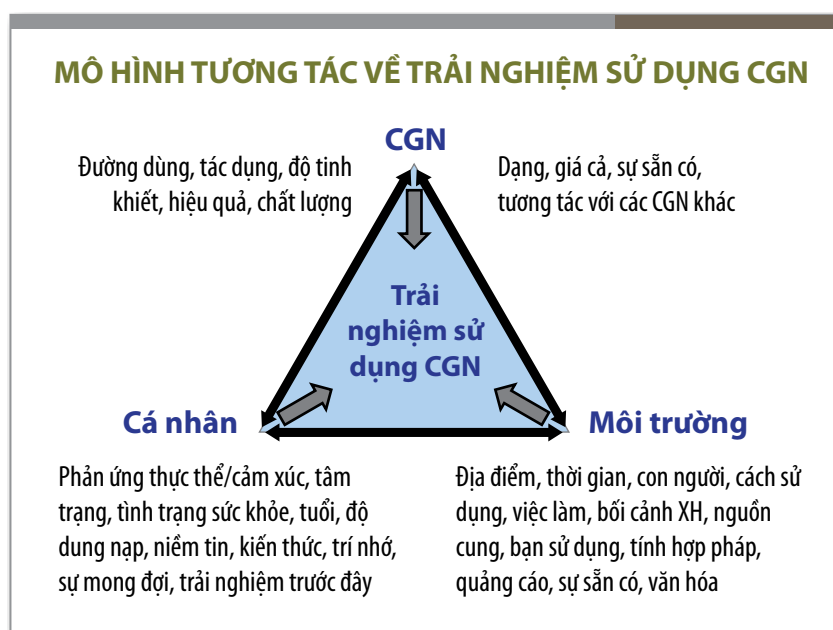 MÔ HÌNH TƯƠNG TÁC VỀ TRẢI NGHIỆM SỬ DỤNG CGN
CGN
Đường dùng, tác dụng, độ tinh
khiết, hiệu quả, chất lượng
Dạng, giá cả, sự sẵn có,
tương tác với các CGN khác
Trải
nghiệm sử
dụng CGN
Cá nhân
Phản ứng thực thể/cảm xúc, tâm
trạng, tình trạng sức khỏe, tuổi, độ
dung nạp, niềm tin, kiến thức, trí nhớ,
sự mong đợi, trải nghiệm trước đây
Môi trường
Địa điểm, thời gian, con người, cách sử
dụng, việc làm, bối cảnh XH, nguồn
cung, bạn sử dụng, tính hợp pháp,
quảng cáo, sự sẵn có, văn hóa